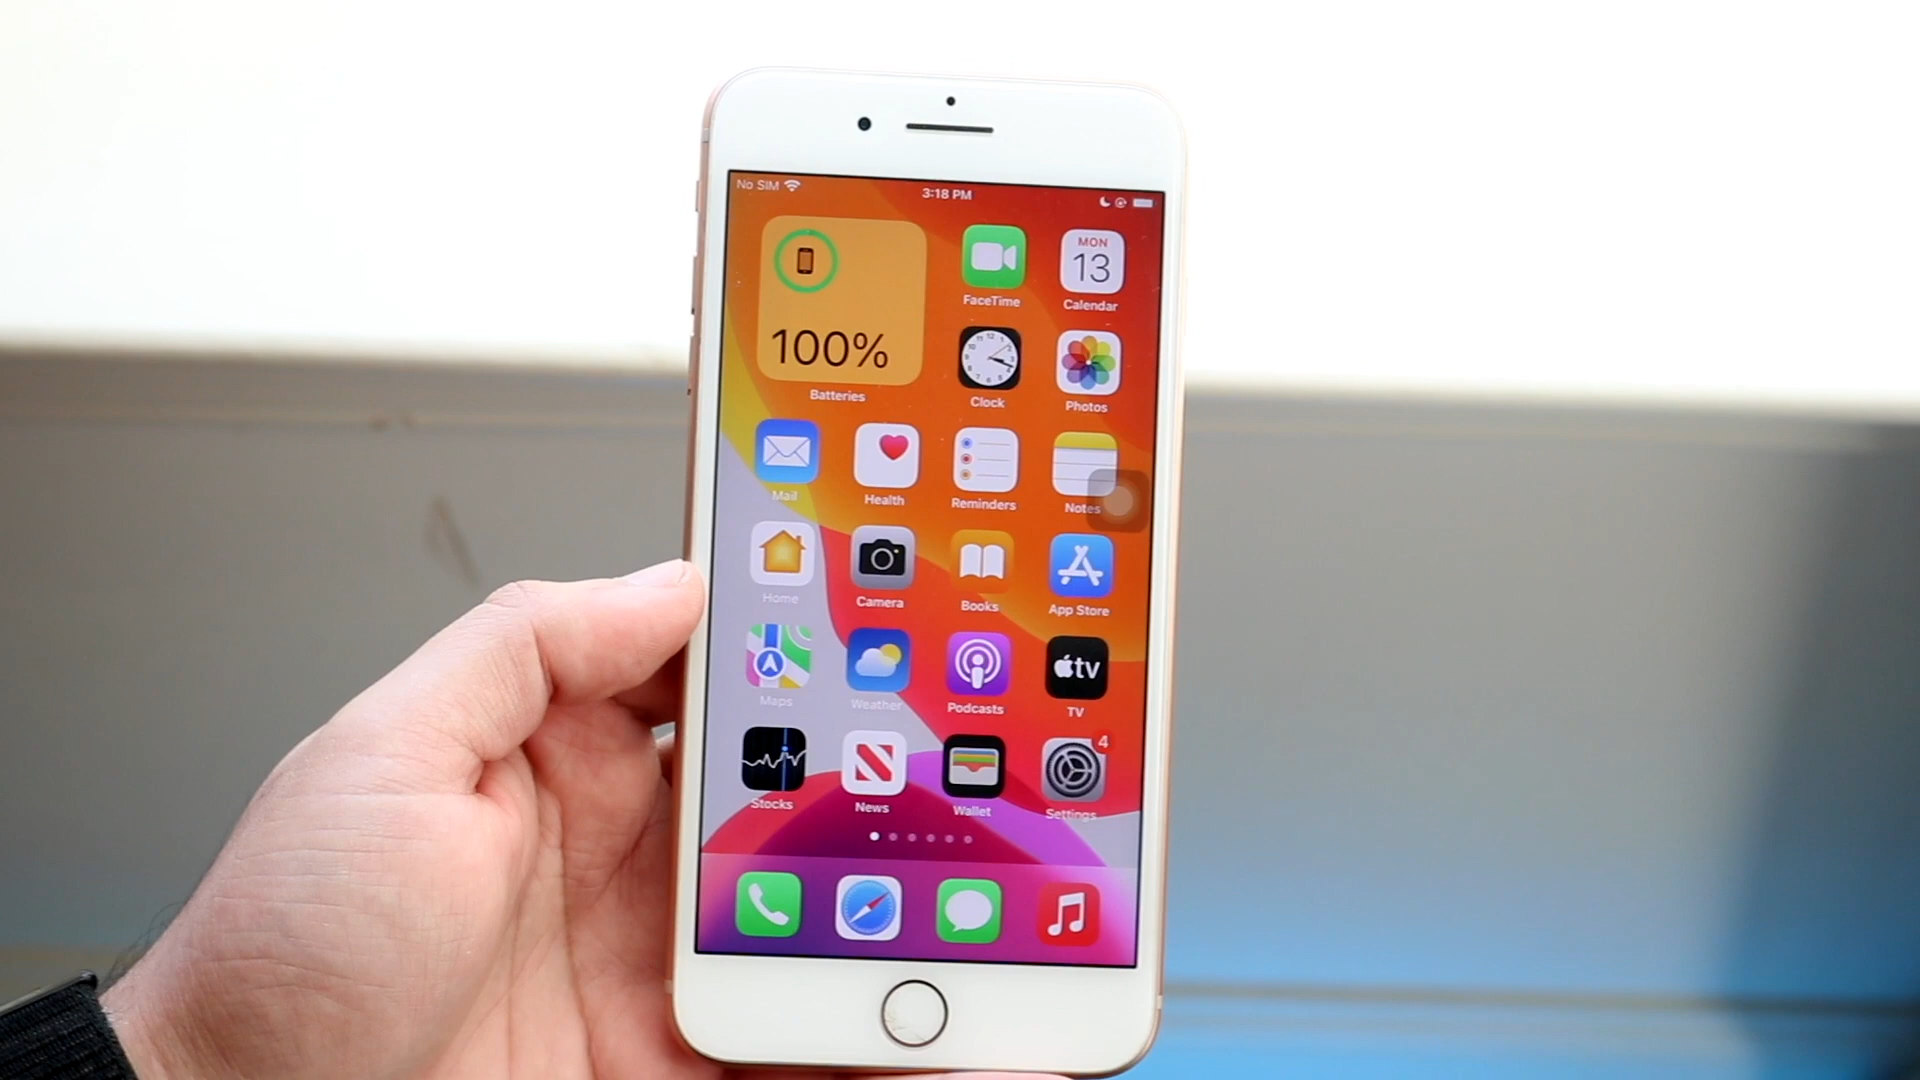 No SIM 3:18 PM
100%
Batteries
FaceTime
MON
13
Calendar
Clock
Photos
Mail Health Reminders Notes
Home Camera Books App Store
tv
Maps Weather Podcasts TV
4
Stocks News Wallet Settings